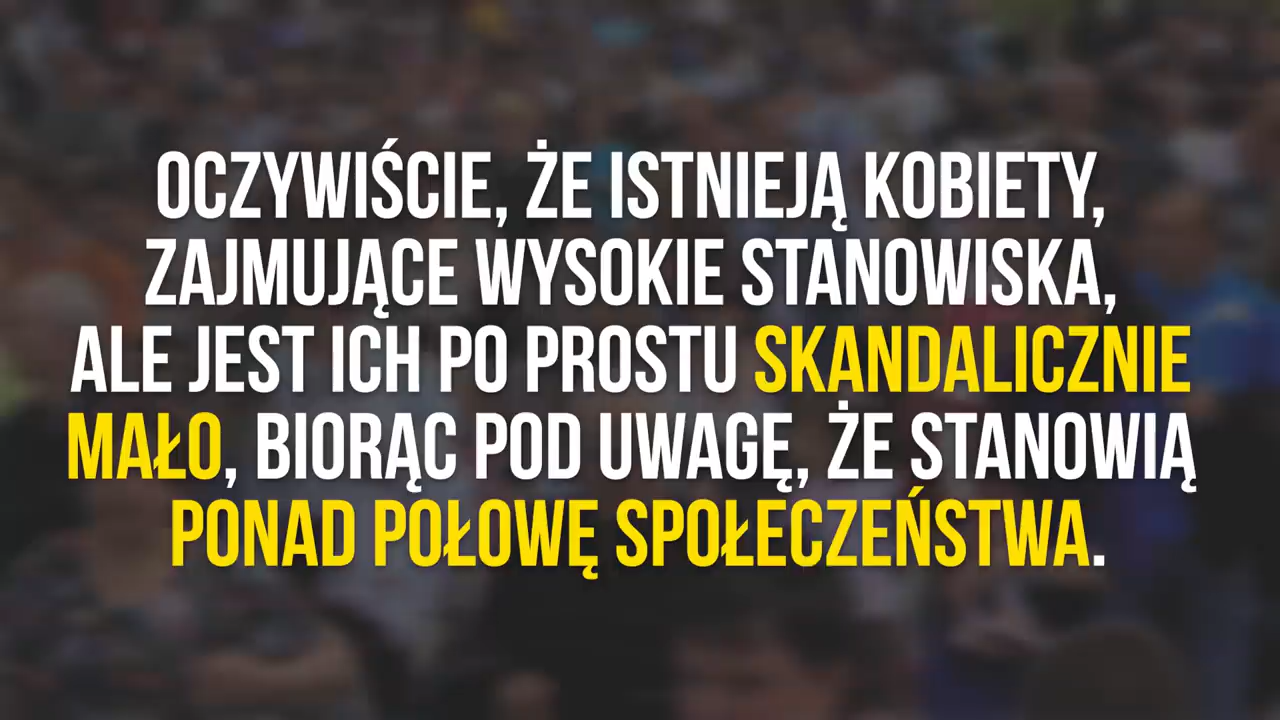 OCZYWIŚCIE, ŻE ISTNIEJĄ KOBIETY,
ZAJMUJĄCE WYSOKIE STANOWISKA,
ALE JEST ICH PO PROSTU SKANDALICZNIE
MAŁO, BIORĄC POD UWAGĘ, ŻE STANOWIĄ
PONAD POŁOWĘ SPOŁECZEŃSTWA.